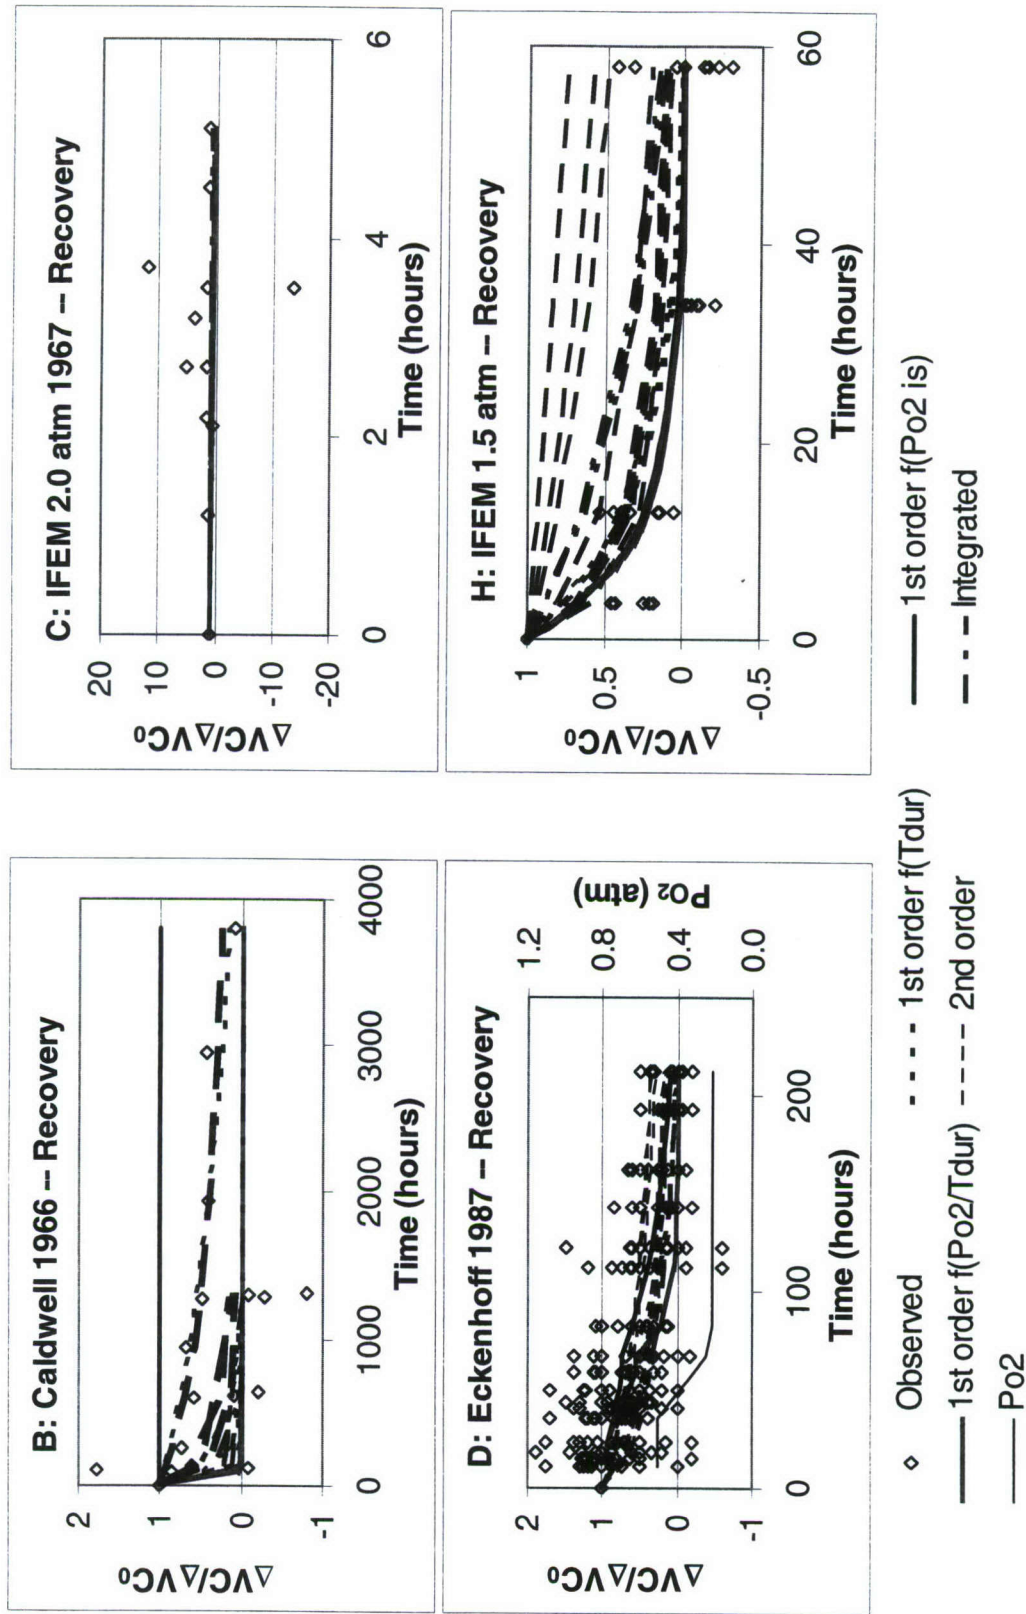 B: Caldwell 1966 -- Recovery
2
1
0
-1
ΔVC/ΔVC₀
0
1000
2000
3000
4000
Time (hours)
C: IFEM 2.0 atm 1967 -- Recovery
20
10
0
-10
-20
ΔVC/ΔVC₀
0
2
4
6
Time (hours)
D: Eckenhoff 1987 -- Recovery
2
1
0
-1
ΔVC/ΔVC₀
1.2
0.8
0.4
0.0
PO₂ (atm)
0
100
200
Time (hours)
H: IFEM 1.5 atm -- Recovery
1
0.5
0
-0.5
ΔVC/ΔVC₀
0
20
40
60
Time (hours)
Observed
1st order f(Tdur)
1st order f(Po2 is)
1st order f(Po2/Tdur)
2nd order
Integrated
Po2